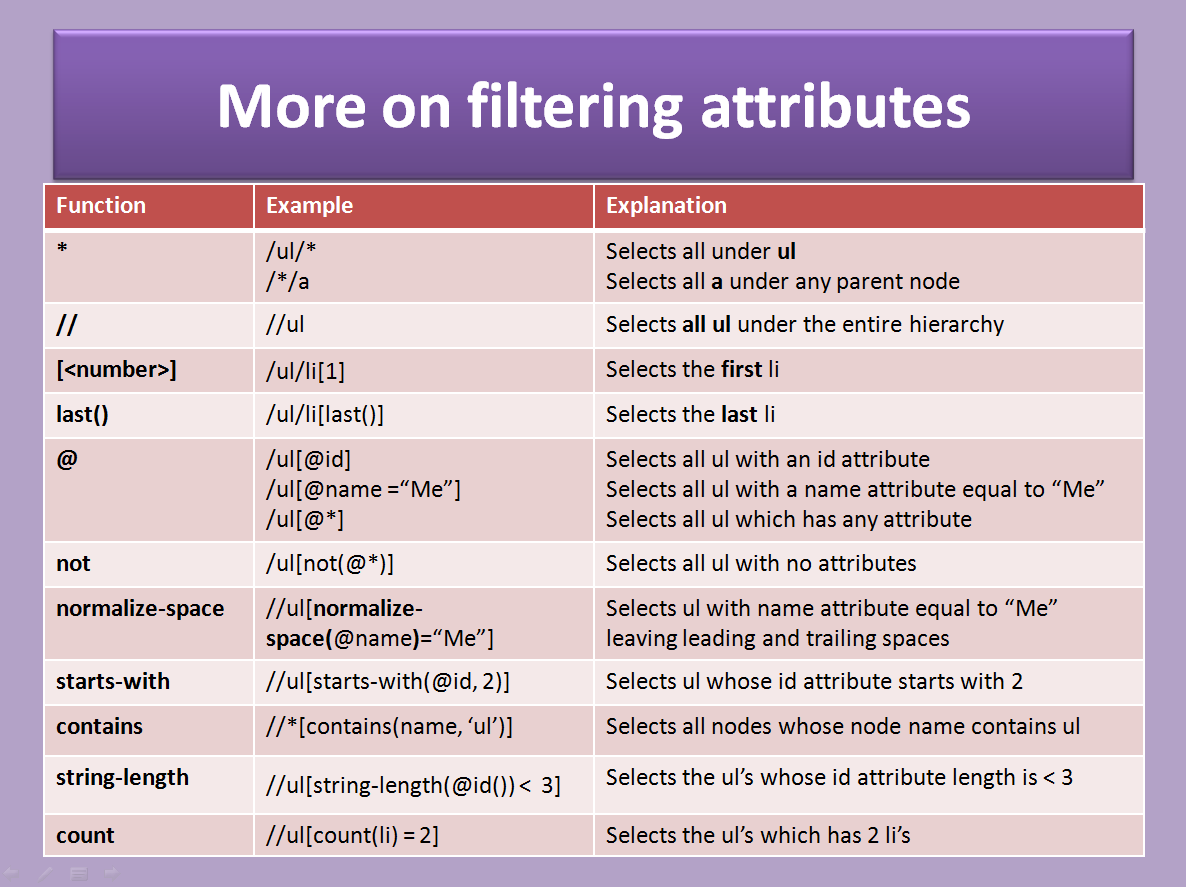 More on filtering attributes
Function Example Explanation
* /ul/* Selects all under ul
/*/a Selects all a under any parent node
// //ul Selects all ul under the entire hierarchy
[<number>] /ul/li[1] Selects the first li
last() /ul/li[last()] Selects the last li
@ /ul[@id] Selects all ul with an id attribute
/ul[@name =“Me”] Selects all ul with a name attribute equal to “Me”
/ul[@*] Selects all ul which has any attribute
not /ul[not(@*)] Selects all ul with no attributes
normalize-space //ul[normalize- Selects ul with name attribute equal to “Me”
space(@name)=“Me”] leaving leading and trailing spaces
starts-with //ul[starts-with(@id, 2)] Selects ul whose id attribute starts with 2
contains //*[contains(name, ‘ul’)] Selects all nodes whose node name contains ul
string-length //ul[string-length(@id()) < 3] Selects the ul’s whose id attribute length is < 3
count //ul[count(li) = 2] Selects the ul’s which has 2 li’s